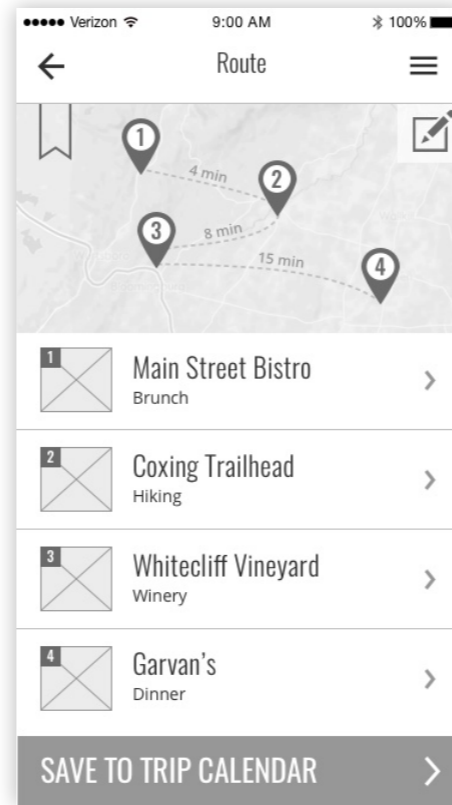 Verizon 9:00 AM 100%
Route
1
4 min
2
3
8 min
15 min
4
1
Main Street Bistro
Brunch
2
Coxing Trailhead
Hiking
3
Whitecliff Vineyard
Winery
4
Garvan’s
Dinner
SAVE TO TRIP CALENDAR